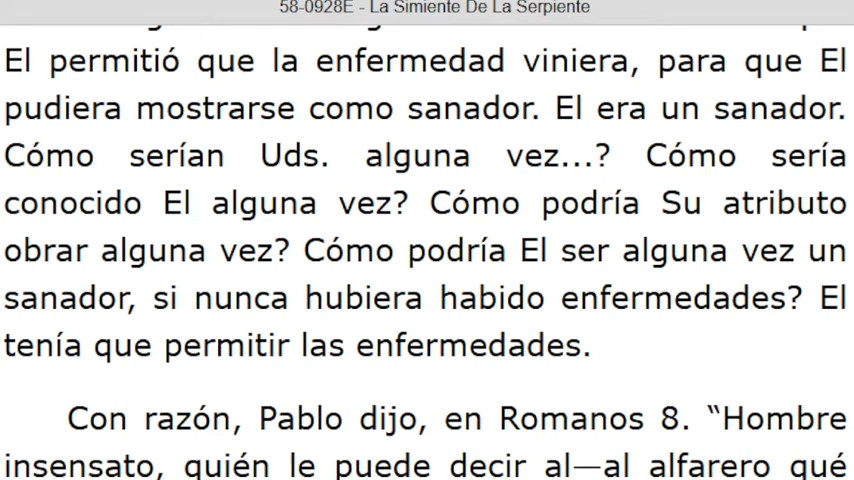 58-0928E - La Simiente De La Serpiente
El permitió que la enfermedad viniera, para que El
pudiera mostrarse como sanador. El era un sanador.
Cómo serían Uds. alguna vez...? Cómo sería
conocido El alguna vez? Cómo podría Su atributo
obrar alguna vez? Cómo podría El ser alguna vez un
sanador, si nunca hubiera habido enfermedades? El
tenía que permitir las enfermedades.
Con razón, Pablo dijo, en Romanos 8. “Hombre
insensato, quién le puede decir al—al alfarero qué